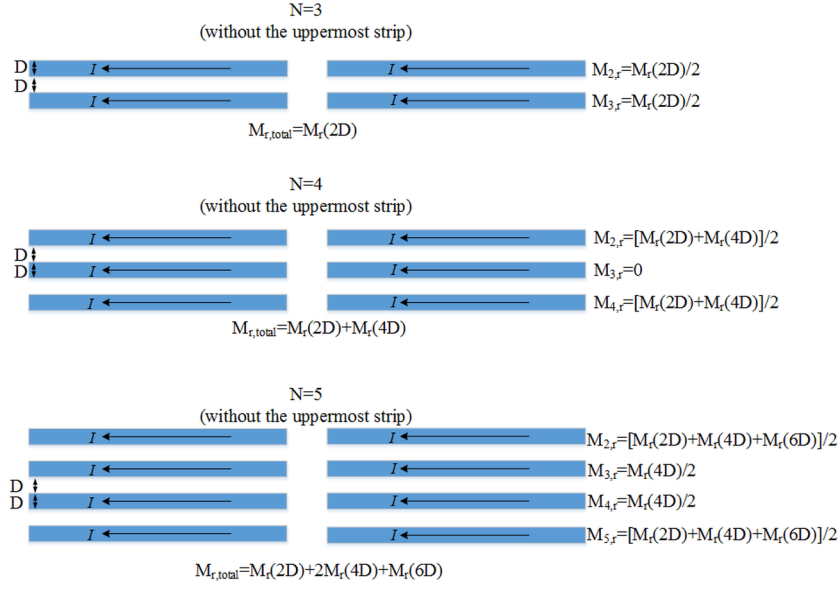 N=3
(without the uppermost strip)
D I I M2,r=Mr(2D)/2
D
I I M3,r=Mr(2D)/2
Mr,total=Mr(2D)
N=4
(without the uppermost strip)
I I M2,r=[Mr(2D)+Mr(4D)]/2
D
D I I M3,r=0
I I M4,r=[Mr(2D)+Mr(4D)]/2
Mr,total=Mr(2D)+Mr(4D)
N=5
(without the uppermost strip)
I I M2,r=[Mr(2D)+Mr(4D)+Mr(6D)]/2
I I M3,r=Mr(4D)/2
D
D I I M4,r=Mr(4D)/2
I I M5,r=[Mr(2D)+Mr(4D)+Mr(6D)]/2
Mr,total=Mr(2D)+2Mr(4D)+Mr(6D)